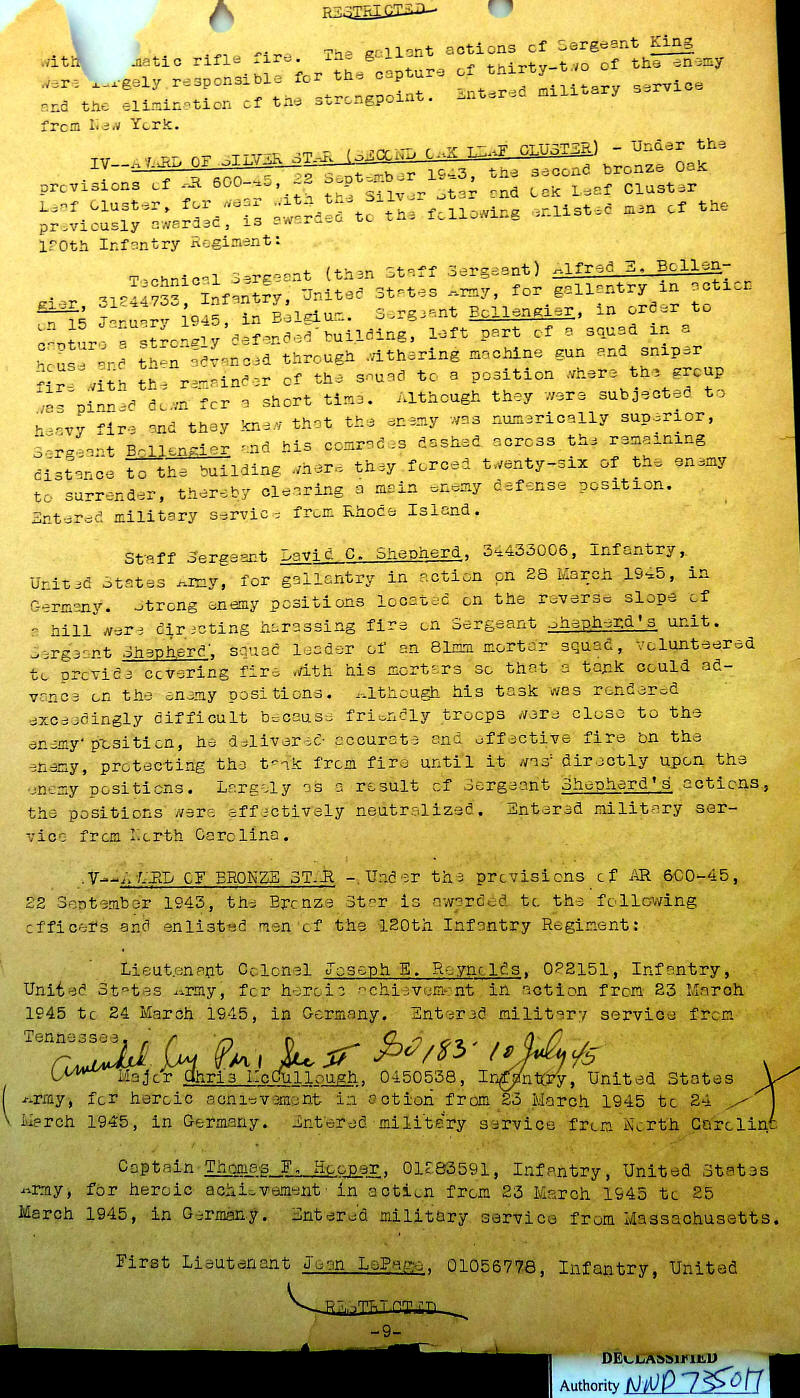 RESTRICTED
with matic rifle fire. The gallant actions of Sergeant King
were largely responsible for the capture of thirty-two of the enemy
and the elimination of the strongpoint. Entered military service
from New York.
IV--AWARD OF SILVER STAR (SECOND OAK LEAF CLUSTER) - Under the
provisions of AR 600-45, 22 September 1943, the second bronze Oak
Leaf Cluster, for wear with the Silver Star and Oak Leaf Cluster
previously awarded, is awarded to the following enlisted men of the
120th Infantry Regiment:
Technical Sergeant (then Staff Sergeant) Alfred E. Bellen-
gier, 31244733, Infantry, United States Army, for gallantry in action
on 15 January 1945, in Belgium. Sergeant Bellengier, in order to
capture a strongly defended building, left part of a squad in a
house and then advanced through withering machine gun and sniper
fire with the remainder of the squad to a position where the group
was pinned down for a short time. Although they were subjected to
heavy fire and they knew that the enemy was numerically superior,
Sergeant Bellengier and his comrades dashed across the remaining
distance to the building where they forced twenty-six of the enemy
to surrender, thereby clearing a main enemy defense position.
Entered military service from Rhode Island.
Staff Sergeant David C. Shepherd, 34433006, Infantry,
United States Army, for gallantry in action on 28 March 1945, in
Germany. Strong enemy positions located on the reverse slope of
a hill were directing harassing fire on Sergeant Shepherd's unit.
Sergeant Shepherd, squad leader of an 81mm mortar squad, volunteered
to provide covering fire with his mortars so that a tank could ad-
vance on the enemy positions. Although his task was rendered
exceedingly difficult because friendly troops were close to the
enemy position, he delivered accurate and effective fire on the
enemy, protecting the tank from fire until it was directly upon the
enemy positions. Largely as a result of Sergeant Shepherd's actions,
the positions were effectively neutralized. Entered military ser-
vice from North Carolina.
V--AWARD OF BRONZE STAR - Under the provisions of AR 600-45,
22 September 1943, the Bronze Star is awarded to the following
officers and enlisted men of the 120th Infantry Regiment:
Lieutenant Colonel Joseph E. Reynolds, O22151, Infantry,
United States Army, for heroic achievement in action from 23 March
1945 to 24 March 1945, in Germany. Entered military service from
Tennessee.
Amended by Par 1 Sec II GO 183 10 July 45
Major Chris McCullough, O450538, Infantry, United States
Army, for heroic achievement in action from 23 March 1945 to 24
March 1945, in Germany. Entered military service from North Carolina
Captain Thomas F. Hooper, O1283591, Infantry, United States
Army, for heroic achievement in action from 23 March 1945 to 25
March 1945, in Germany. Entered military service from Massachusetts.
First Lieutenant Jean LePage, O1056778, Infantry, United
RESTRICTED
-9-
DECLASSIFIED
Authority NND 735017